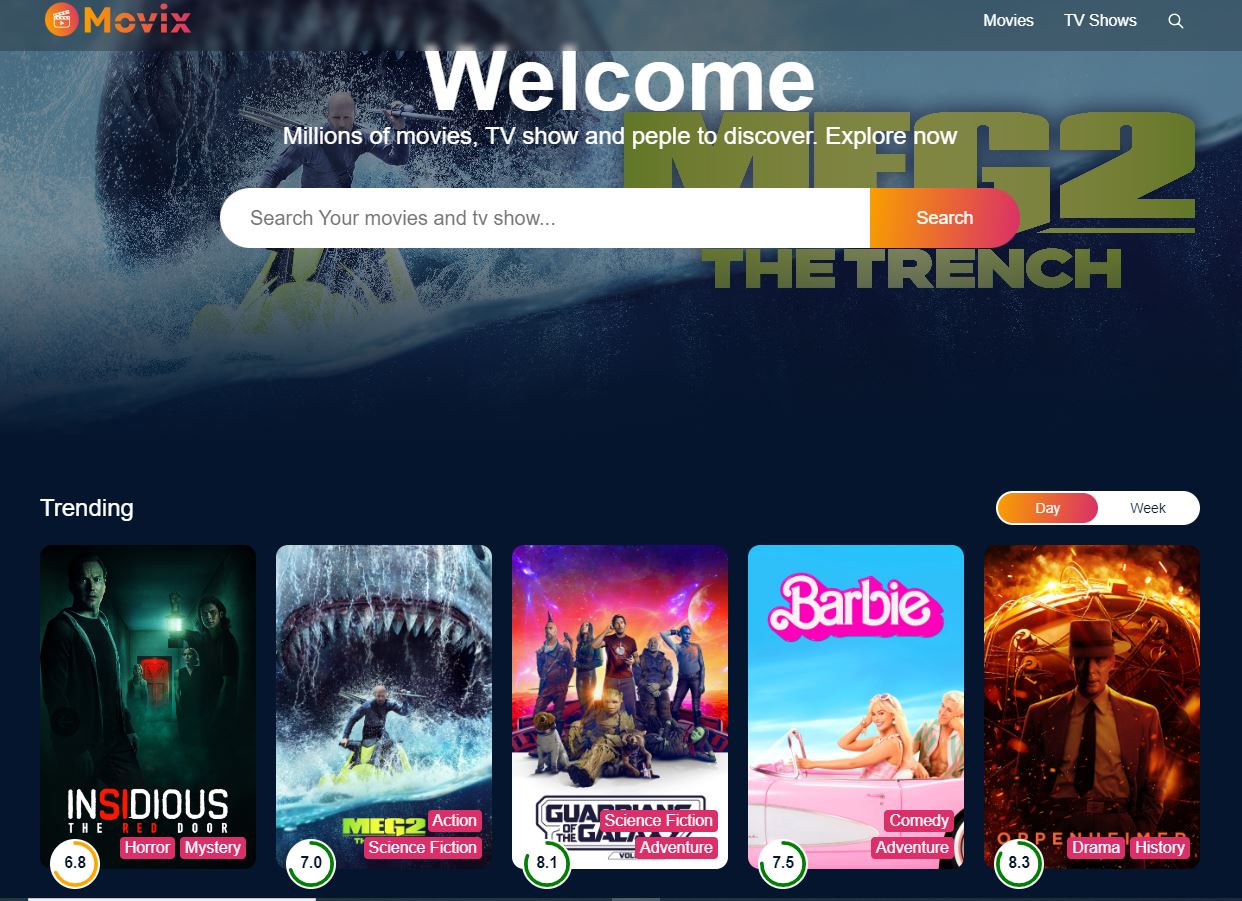 Movix
Movies TV Shows
Welcome
Millions of movies, TV show and peple to discover. Explore now
MEG2
THE TRENCH
Search Your movies and tv show... Search
Trending
Day Week
INSIDIOUS
THE RED DOOR
Horror Mystery
6.8
MEG2
Action
Science Fiction
7.0
GUARDIANS
OF THE GALAXY
VOL
Science Fiction
Adventure
8.1
Barbie
Comedy
Adventure
7.5
OPPENHEIMER
Drama History
8.3